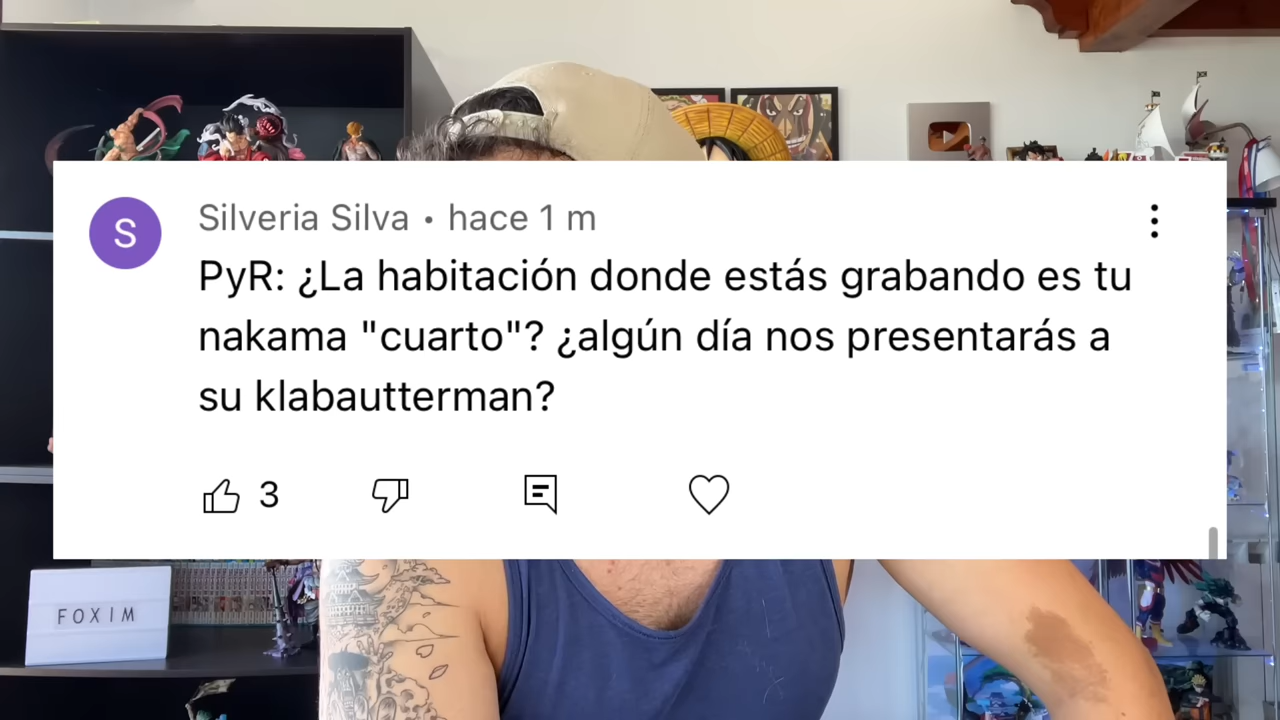 Silveria Silva • hace 1 m
S
PyR: ¿La habitación donde estás grabando es tu
nakama "cuarto"? ¿algún día nos presentarás a
su klabautterman?
3
FOXIM